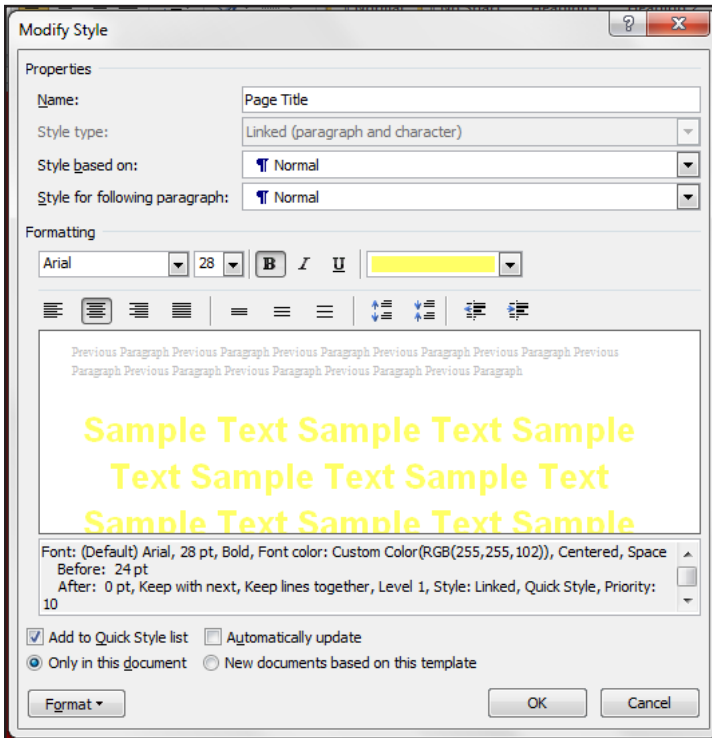 Modify Style
Properties
Name:
Page Title
Style type:
Linked (paragraph and character)
Style based on:
¶ Normal
Style for following paragraph:
¶ Normal
Formatting
Arial
28
B I U
Previous Paragraph Previous Paragraph Previous Paragraph Previous Paragraph Previous Paragraph Previous
Paragraph Previous Paragraph Previous Paragraph Previous Paragraph Previous Paragraph
Sample Text Sample Text Sample
Text Sample Text Sample Text
Sample Text Sample Text Sample
Font: (Default) Arial, 28 pt, Bold, Font color: Custom Color(RGB(255,255,102)), Centered, Space
Before: 24 pt
After: 0 pt, Keep with next, Keep lines together, Level 1, Style: Linked, Quick Style, Priority:
10
Add to Quick Style list
Automatically update
Only in this document
New documents based on this template
Format
OK
Cancel